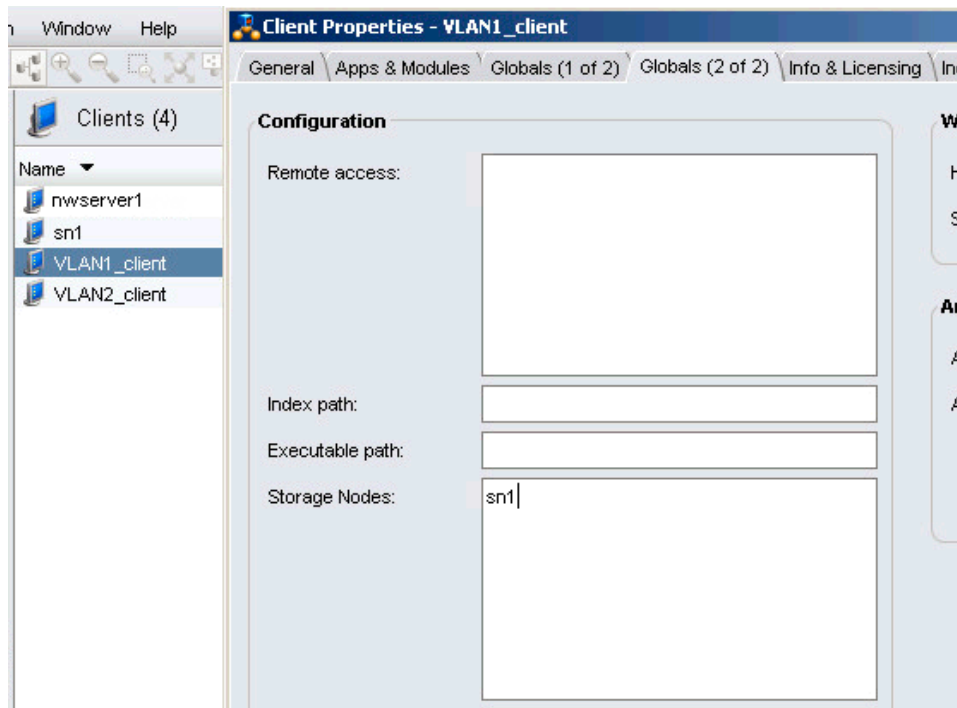 Window Help
Client Properties - VLAN1_client
General Apps & Modules Globals (1 of 2) Globals (2 of 2) Info & Licensing
Clients (4)
Name
nwserver1
sn1
VLAN1_client
VLAN2_client
Configuration
Remote access:
Index path:
Executable path:
Storage Nodes:
sn1